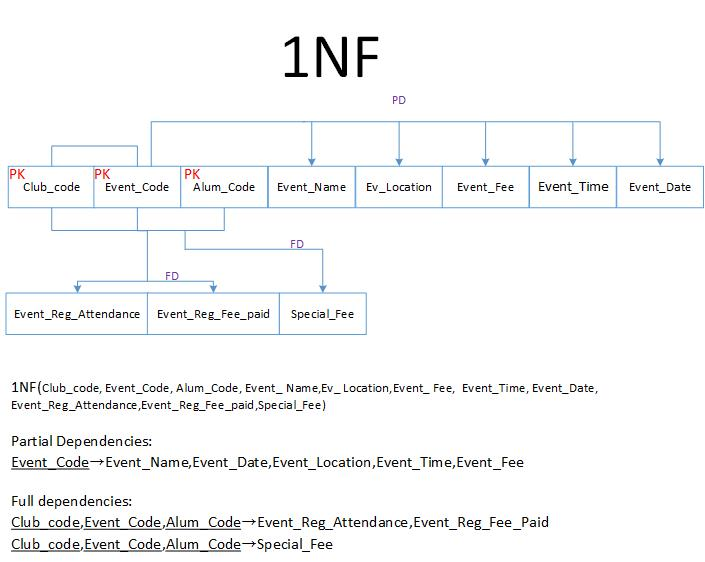 1NF
PD
PK PK PK
Club_code Event_Code Alum_Code Event_Name Ev_Location Event_Fee Event_Time Event_Date
FD
FD
Event_Reg_Attendance Event_Reg_Fee_paid Special_Fee
1NF(Club_code, Event_Code, Alum_Code, Event_ Name,Ev_ Location,Event_ Fee, Event_Time, Event_Date,
Event_Reg_Attendance,Event_Reg_Fee_paid,Special_Fee)
Partial Dependencies:
Event_Code→Event_Name,Event_Date,Event_Location,Event_Time,Event_Fee
Full dependencies:
Club_code,Event_Code,Alum_Code→Event_Reg_Attendance,Event_Reg_Fee_Paid
Club_code,Event_Code,Alum_Code→Special_Fee